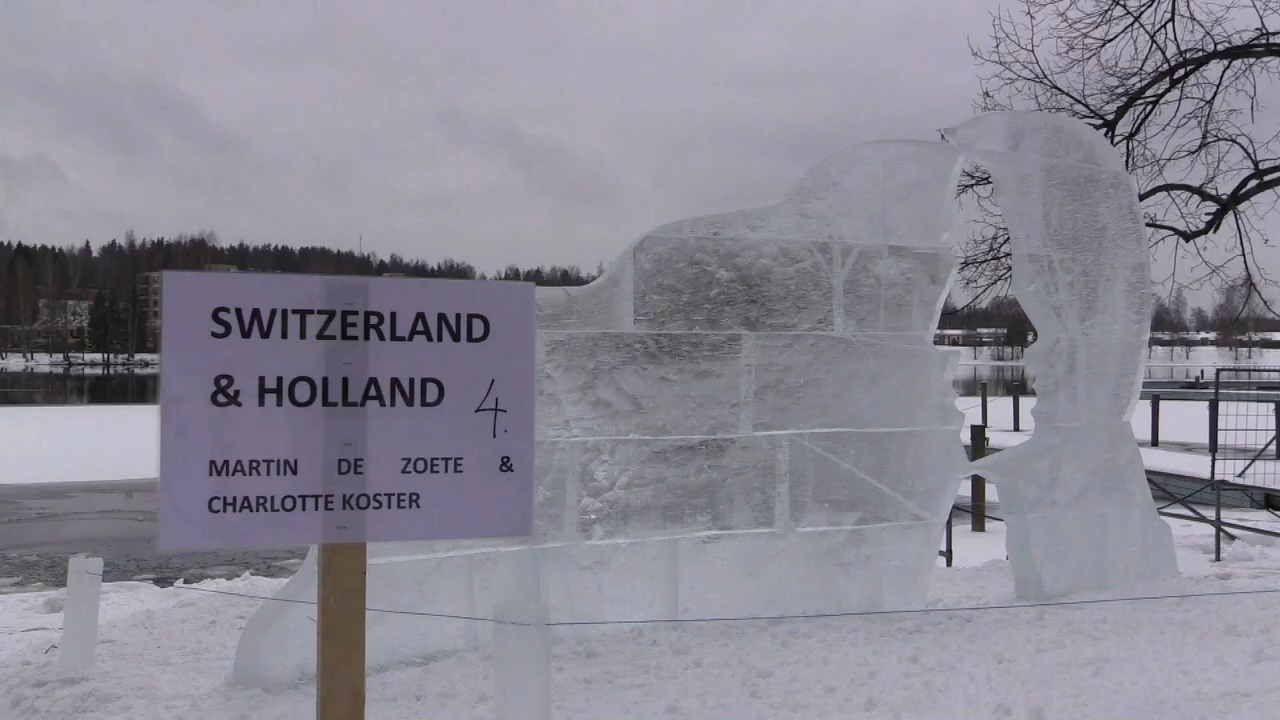 SWITZERLAND
& HOLLAND 4.
MARTIN DE ZOETE &
CHARLOTTE KOSTER